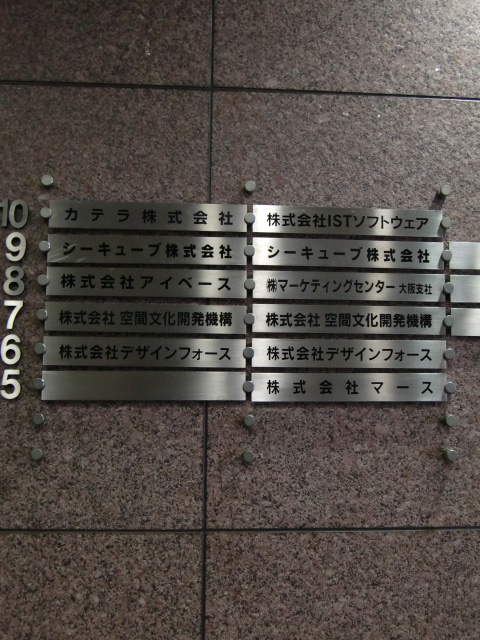 10 カテラ株式会社 株式会社ISTソフトウェア
9 シーキューブ株式会社 シーキューブ株式会社
8 株式会社アイベース ㈱マーケティングセンター 大阪支社
7 株式会社 空間文化開発機構 株式会社 空間文化開発機構
6 株式会社デザインフォース 株式会社デザインフォース
5 株式会社マース